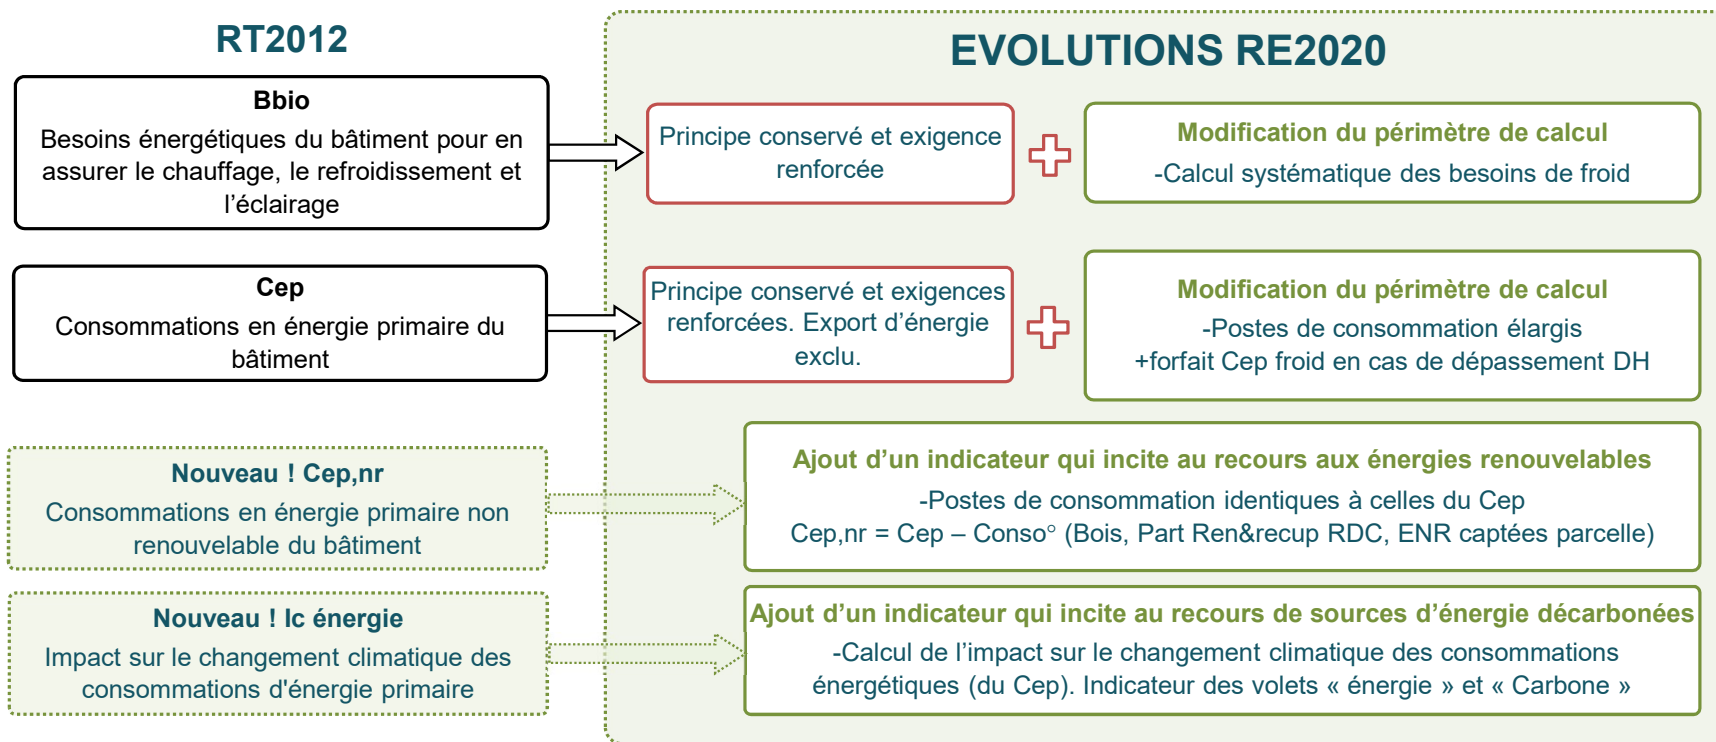 RT2012
EVOLUTIONS RE2020
Bbio
Besoins énergétiques du bâtiment pour en
assurer le chauffage, le refroidissement et
l’éclairage
Principe conservé et exigence
renforcée
Modification du périmètre de calcul
-Calcul systématique des besoins de froid
Cep
Consommations en énergie primaire du
bâtiment
Principe conservé et exigences
renforcées. Export d’énergie
exclu.
Modification du périmètre de calcul
-Postes de consommation élargis
+forfait Cep froid en cas de dépassement DH
Nouveau ! Cep,nr
Consommations en énergie primaire non
renouvelable du bâtiment
Ajout d’un indicateur qui incite au recours aux énergies renouvelables
-Postes de consommation identiques à celles du Cep
Cep,nr = Cep – Conso° (Bois, Part Ren&recup RDC, ENR captées parcelle)
Nouveau ! Ic énergie
Impact sur le changement climatique des
consommations d'énergie primaire
Ajout d’un indicateur qui incite au recours de sources d’énergie décarbonées
-Calcul de l’impact sur le changement climatique des consommations
énergétiques (du Cep). Indicateur des volets « énergie » et « Carbone »